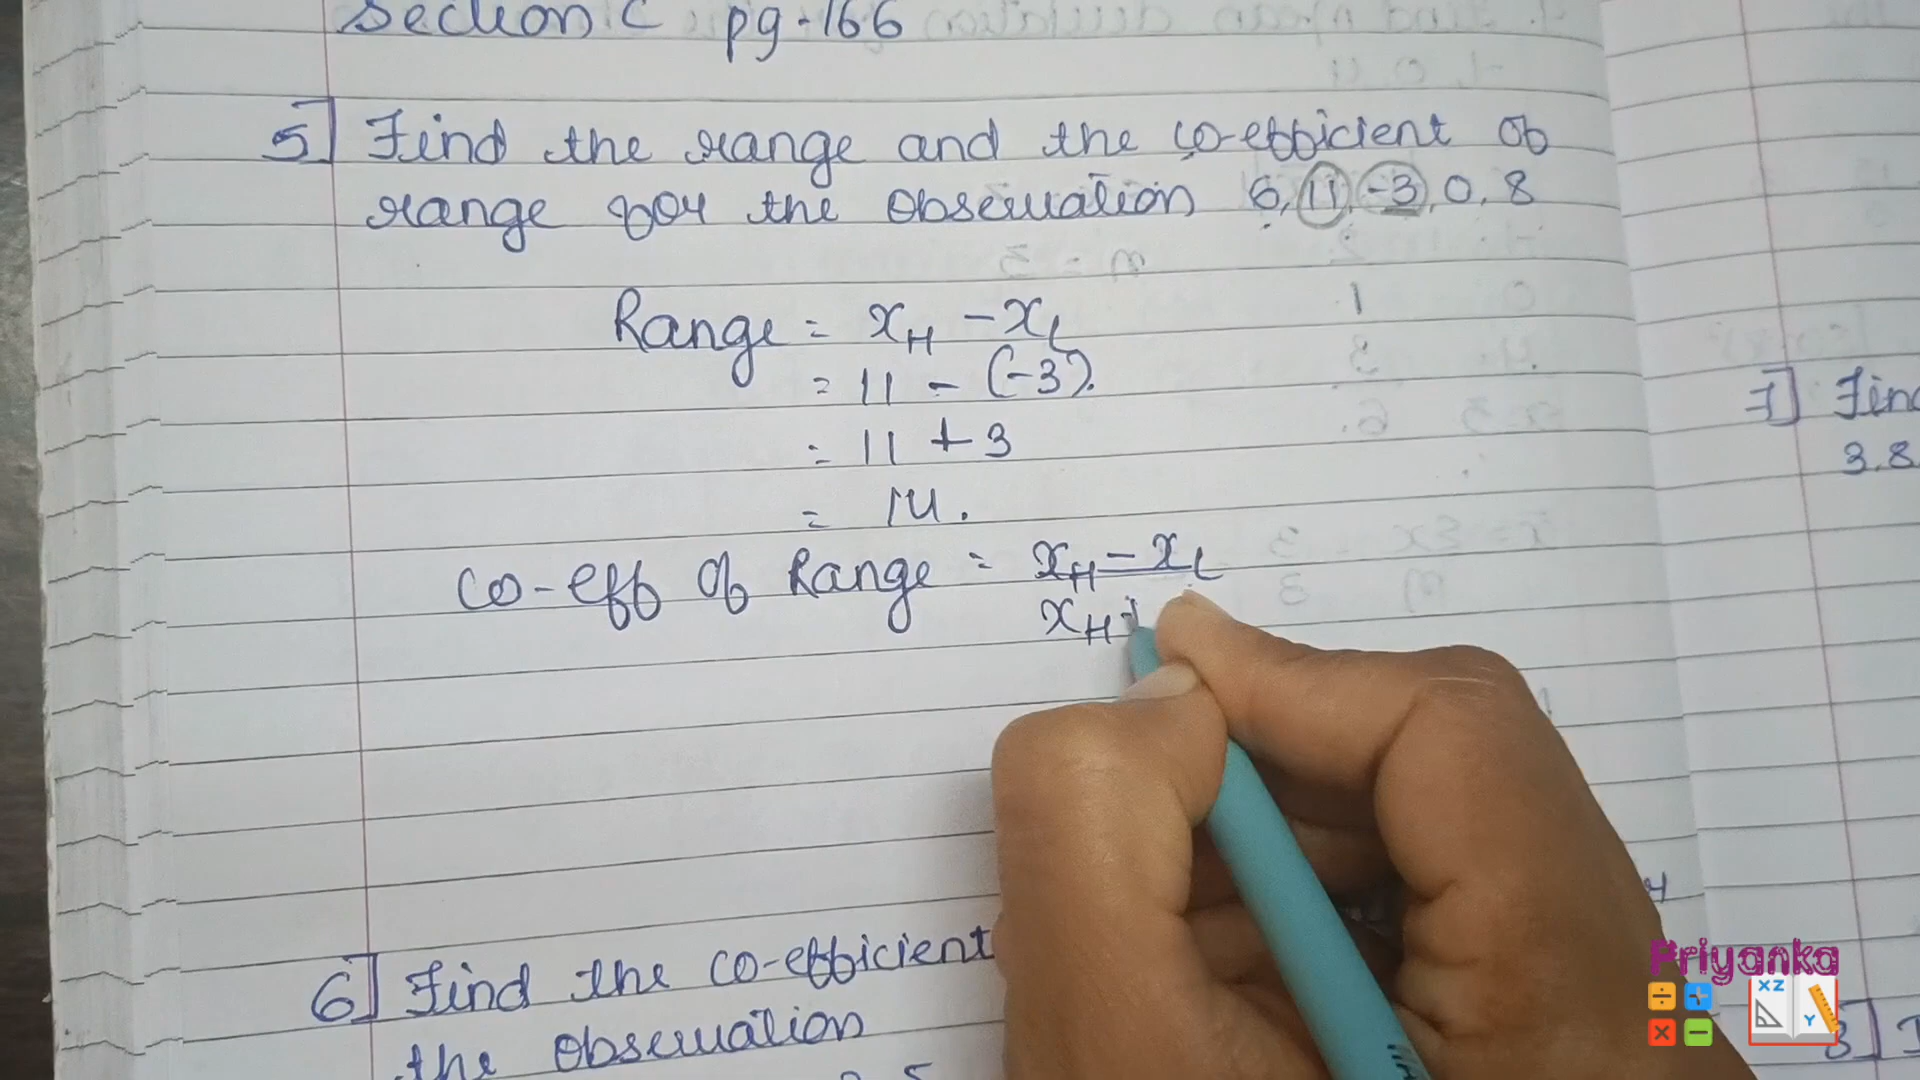 Section C pg-166
5] Find the range and the co-efficient of
range for the observation 6, 11, -3, 0, 8
Range = xH - xL
= 11 - (-3).
= 11 + 3
= 14.
Co-eff of Range = xH - xL
xH +
6] Find the co-efficient
the observation
7] Find
3.8
8]
Priyanka
XZ
Y